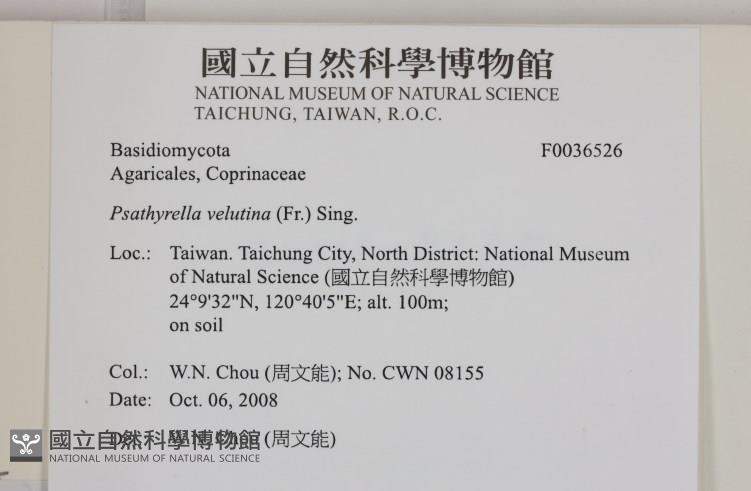 國立自然科學博物館
NATIONAL MUSEUM OF NATURAL SCIENCE
TAICHUNG, TAIWAN, R.O.C.
Basidiomycota F0036526
Agaricales, Coprinaceae
Psathyrella velutina (Fr.) Sing.
Loc.: Taiwan. Taichung City, North District: National Museum
of Natural Science (國立自然科學博物館)
24°9'32"N, 120°40'5"E; alt. 100m;
on soil
Col.: W.N. Chou (周文能); No. CWN 08155
Date: Oct. 06, 2008
W.N. Chou (周文能)
國立自然科學博物館
NATIONAL MUSEUM OF NATURAL SCIENCE